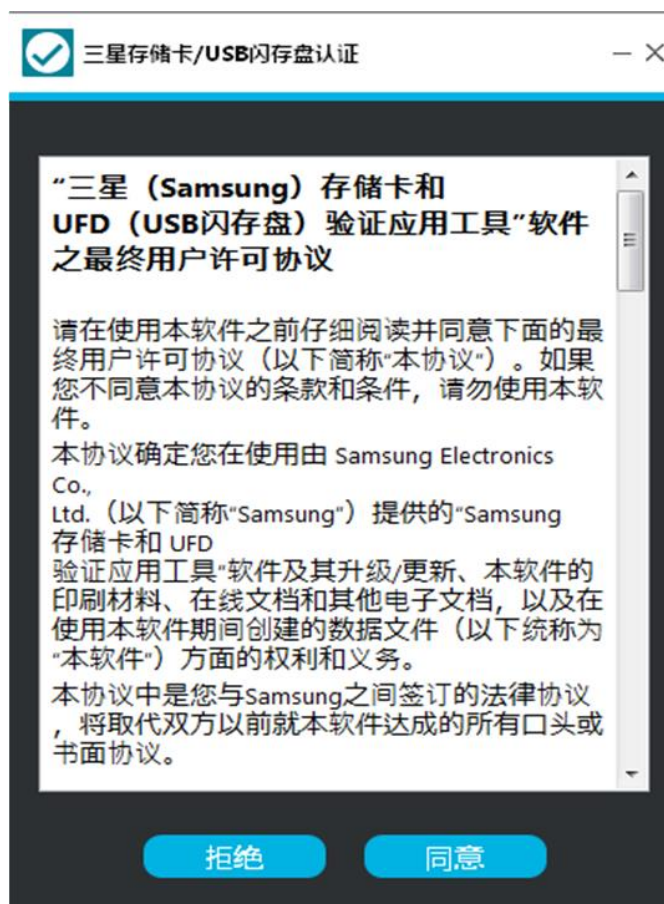 三星存储卡/USB闪存盘认证
“三星（Samsung）存储卡和
UFD（USB闪存盘）验证应用工具”软件
之最终用户许可协议
请在使用本软件之前仔细阅读并同意下面的最
终用户许可协议（以下简称“本协议”）。如果
您不同意本协议的条款和条件，请勿使用本软
件。
本协议确定您在使用由 Samsung Electronics
Co.,
Ltd.（以下简称“Samsung”）提供的“Samsung
存储卡和 UFD
验证应用工具”软件及其升级/更新、本软件的
印刷材料、在线文档和其他电子文档，以及在
使用本软件期间创建的数据文件（以下统称为
“本软件”）方面的权利和义务。
本协议中是您与Samsung之间签订的法律协议
，将取代双方以前就本软件达成的所有口头或
书面协议。
拒绝
同意